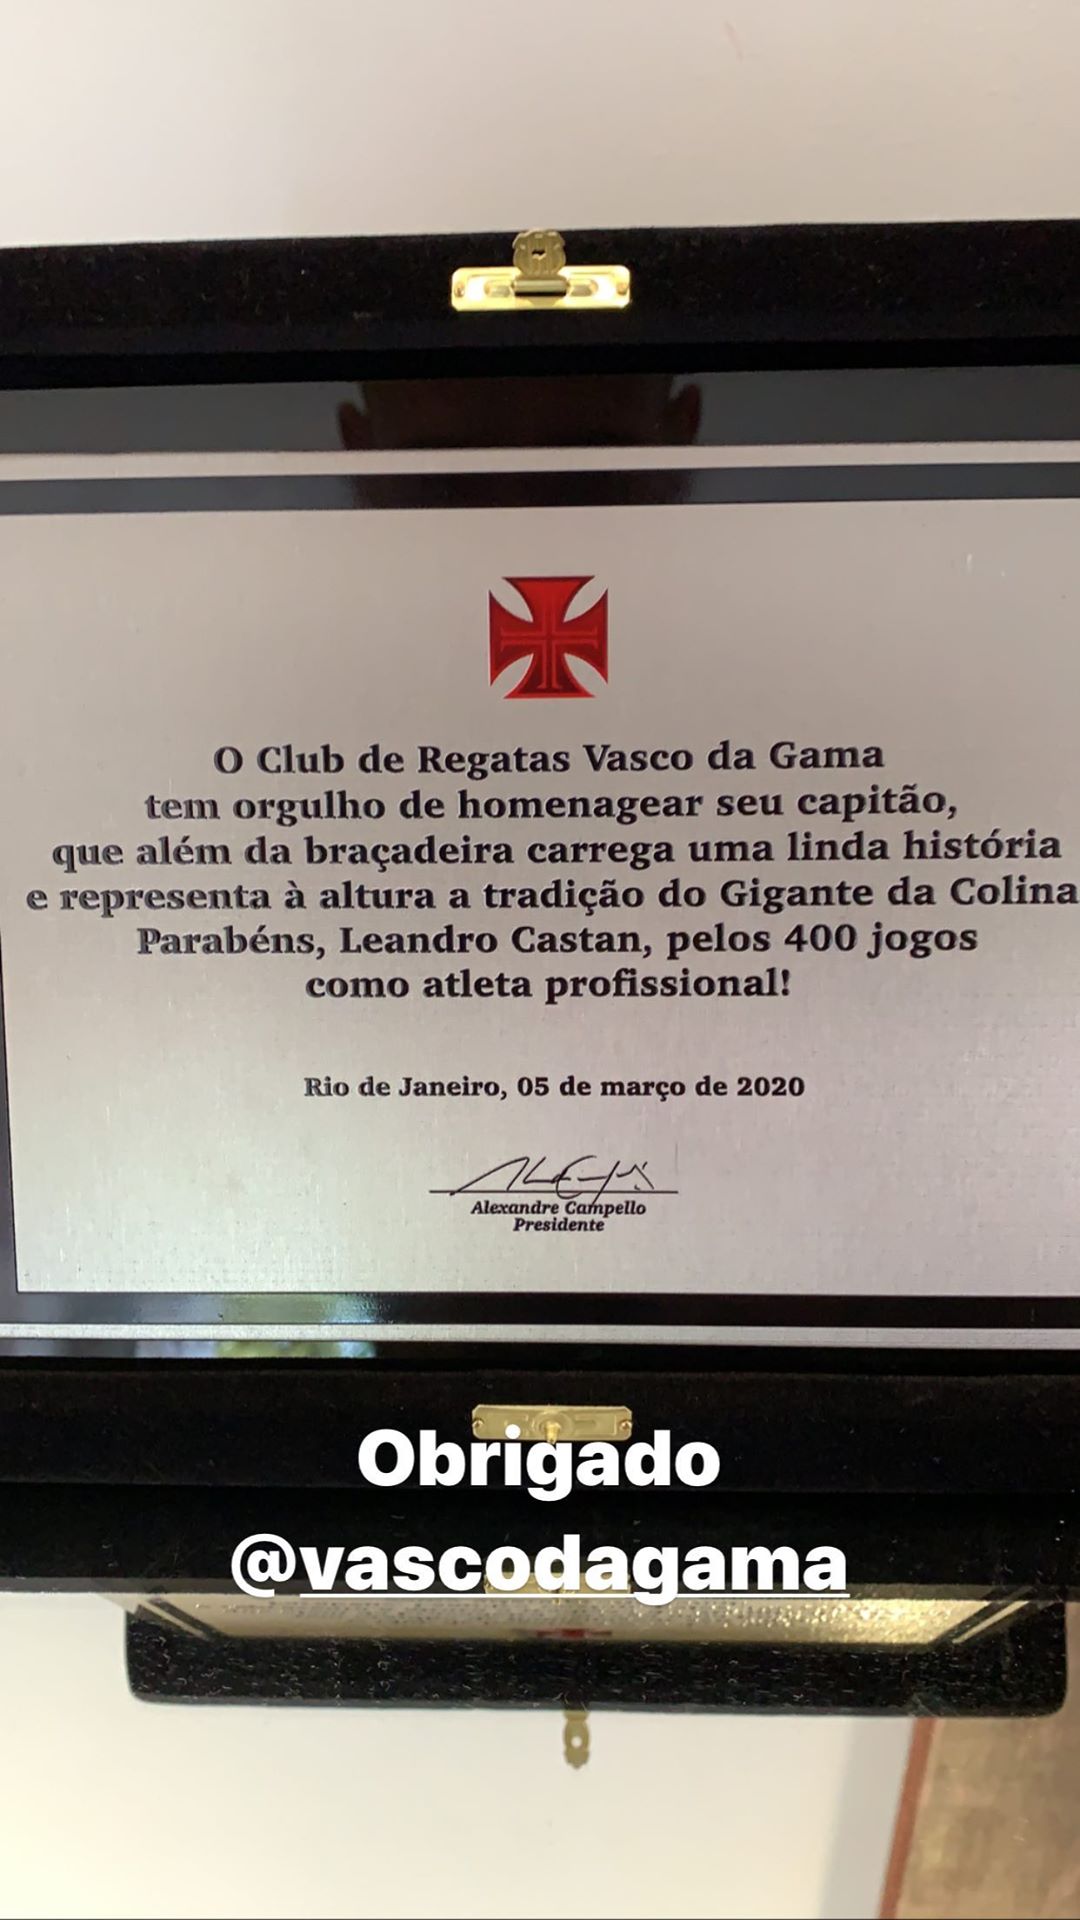 O Club de Regatas Vasco da Gama
tem orgulho de homenagear seu capitão,
que além da braçadeira carrega uma linda história
e representa à altura a tradição do Gigante da Colina
Parabéns, Leandro Castan, pelos 400 jogos
como atleta profissional!
Rio de Janeiro, 05 de março de 2020
Alexandre Campello
Presidente
Obrigado
@vascodagama